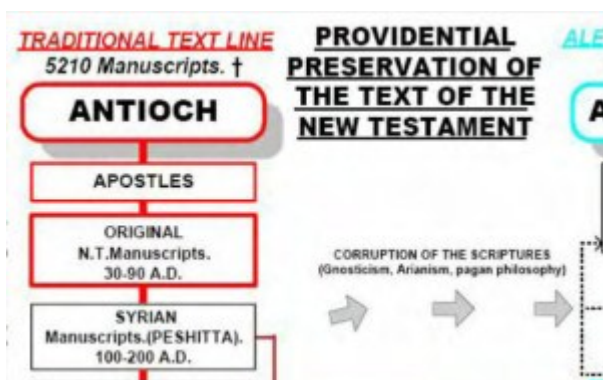 TRADITIONAL TEXT LINE
5210 Manuscripts. †
ANTIOCH
APOSTLES
ORIGINAL
N.T.Manuscripts.
30-90 A.D.
SYRIAN
Manuscripts.(PESHITTA).
100-200 A.D.
PROVIDENTIAL
PRESERVATION OF
THE TEXT OF THE
NEW TESTAMENT
CORRUPTION OF THE SCRIPTURES
(Gnosticism, Arianism, pagan philosophy)
ALE
A